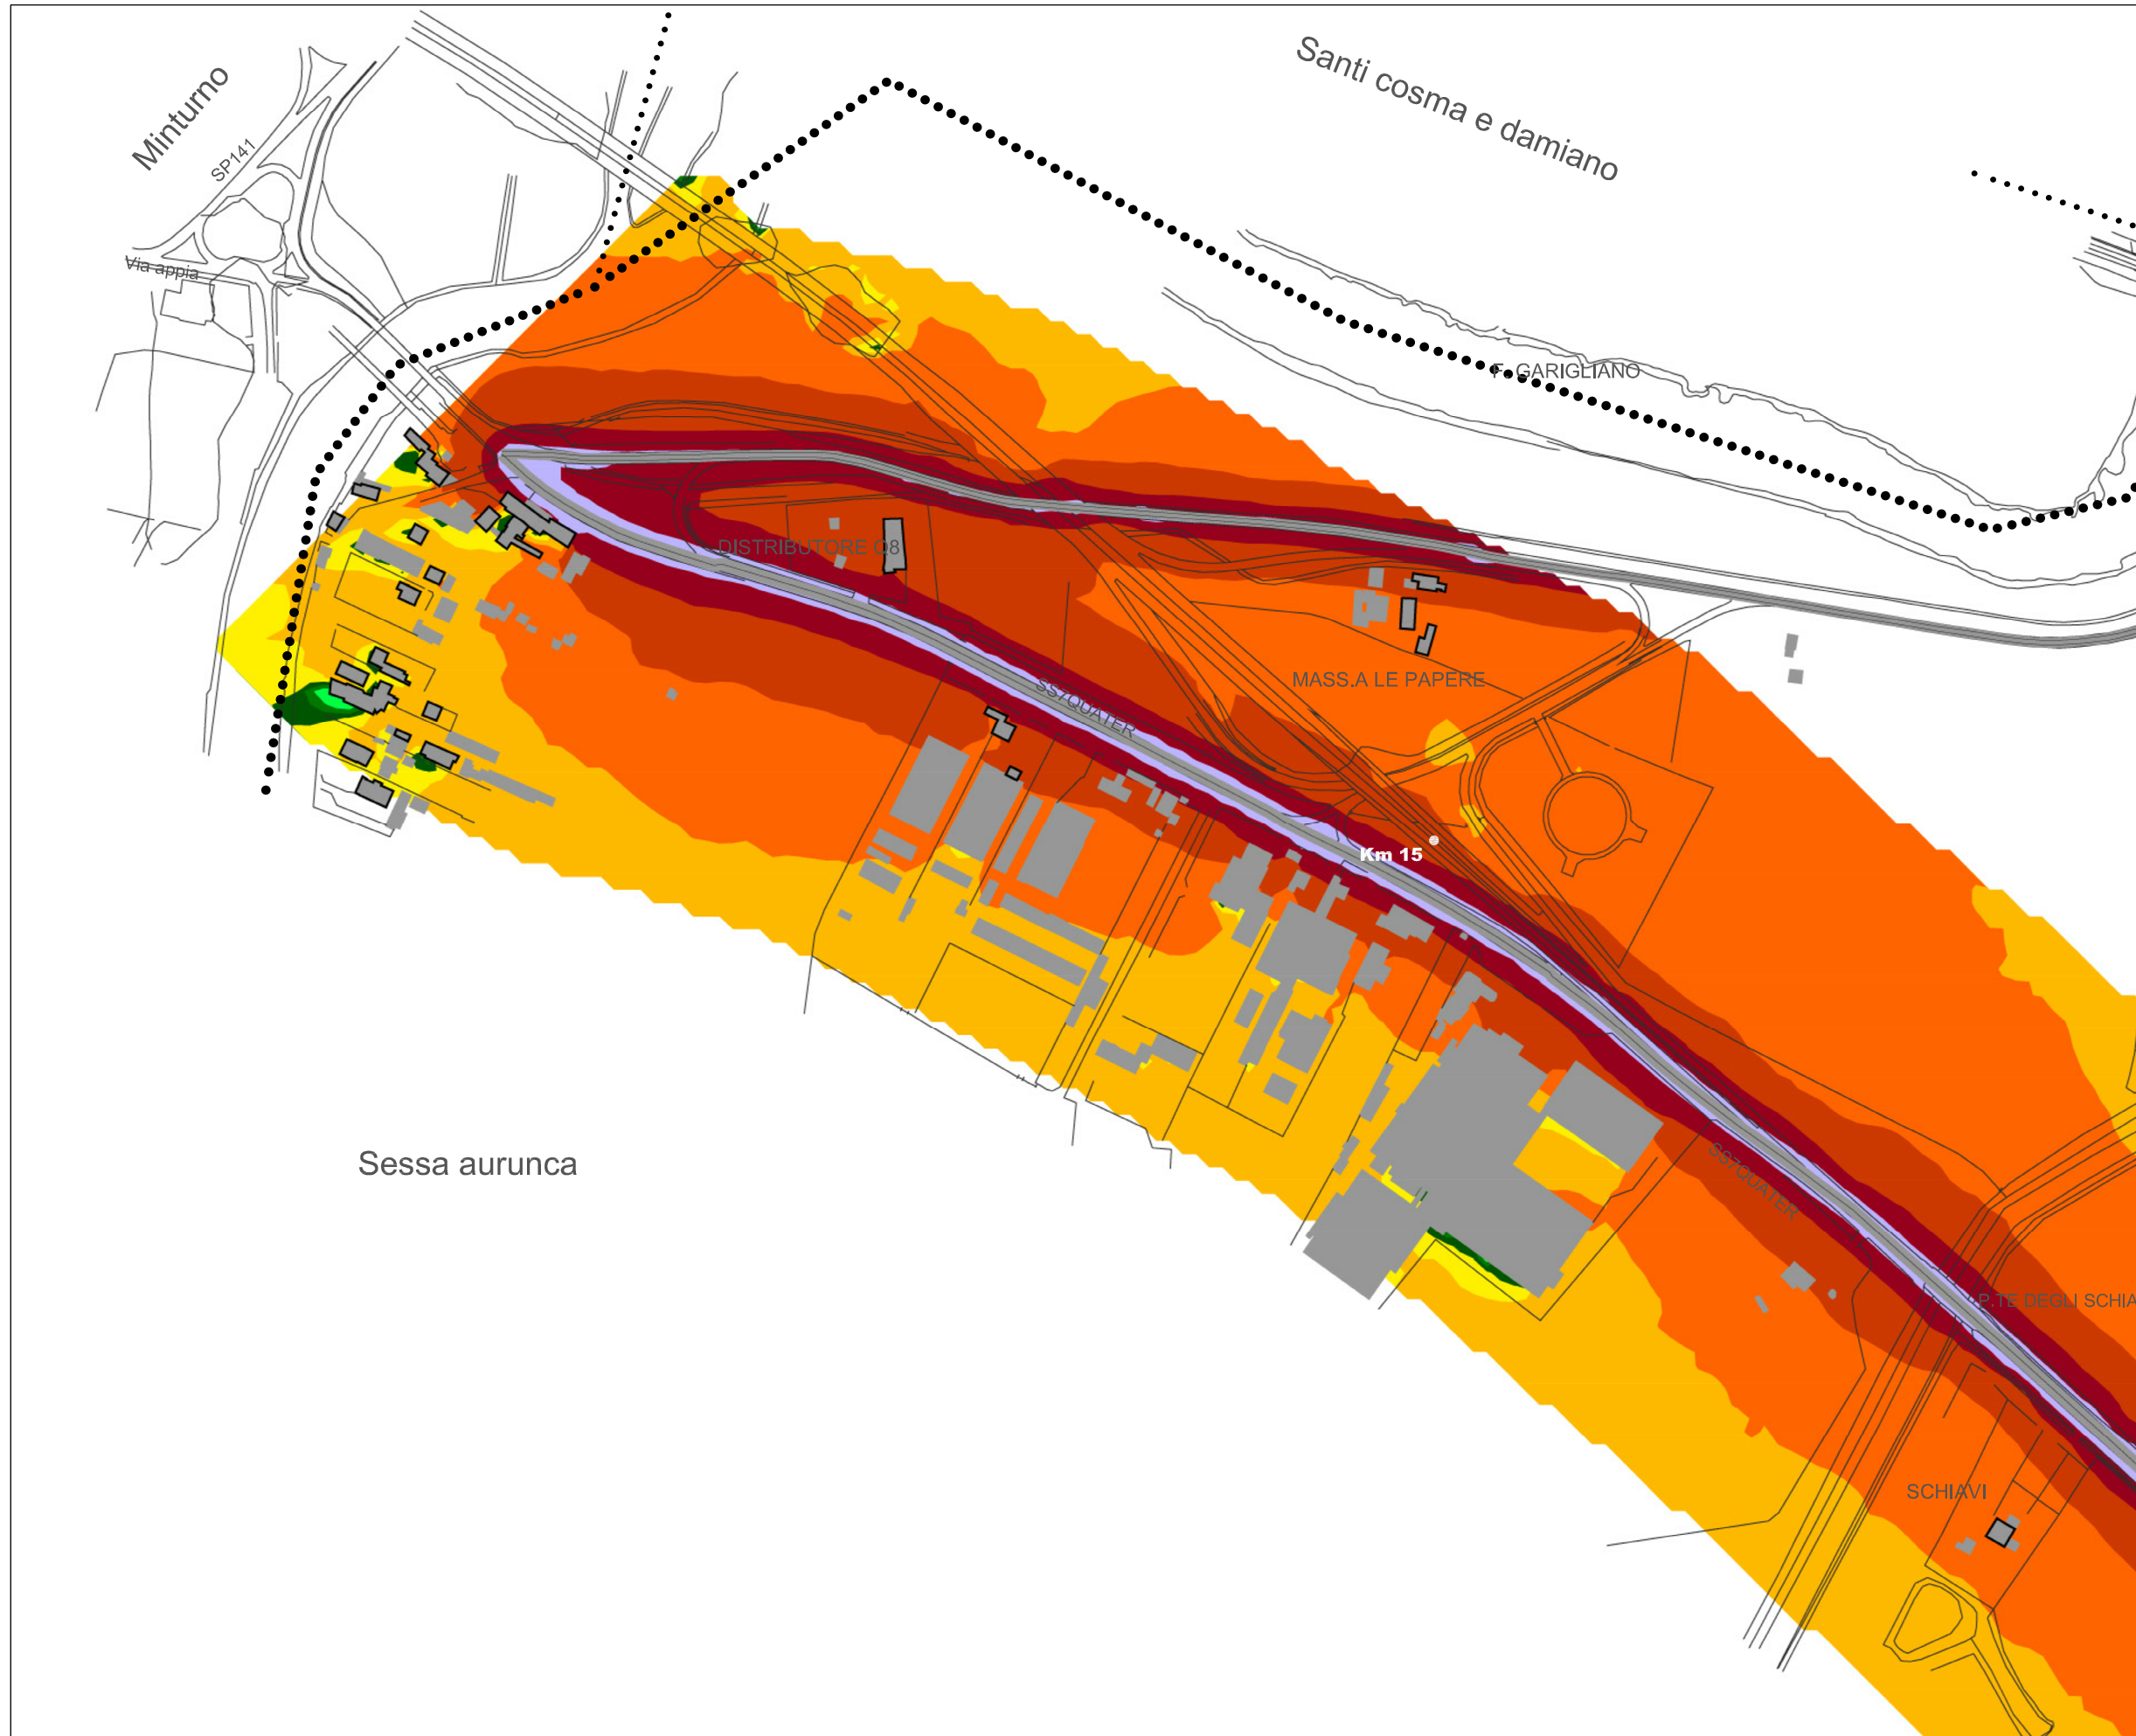 Santi cosma e damiano
Minturno
SP141
Via appia
F. GARIGLIANO
DISTRIBUTORE Q8
MASS.A LE PAPERE
SS7QUATER
Km 15
Sessa aurunca
SS7QUATER
P.TE DEGLI SCHIA
SCHIAVI